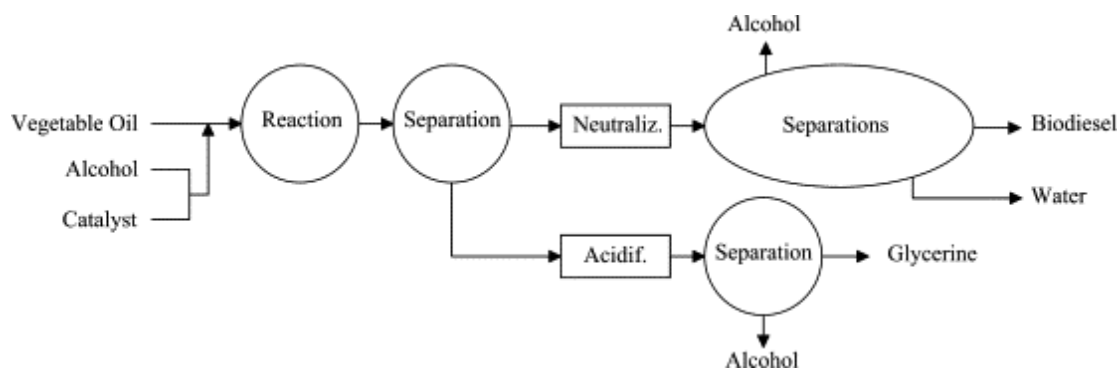 Alcohol
Vegetable Oil
Reaction
Separation
Neutraliz.
Separations
Biodiesel
Alcohol
Catalyst
Water
Acidif.
Separation
Glycerine
Alcohol